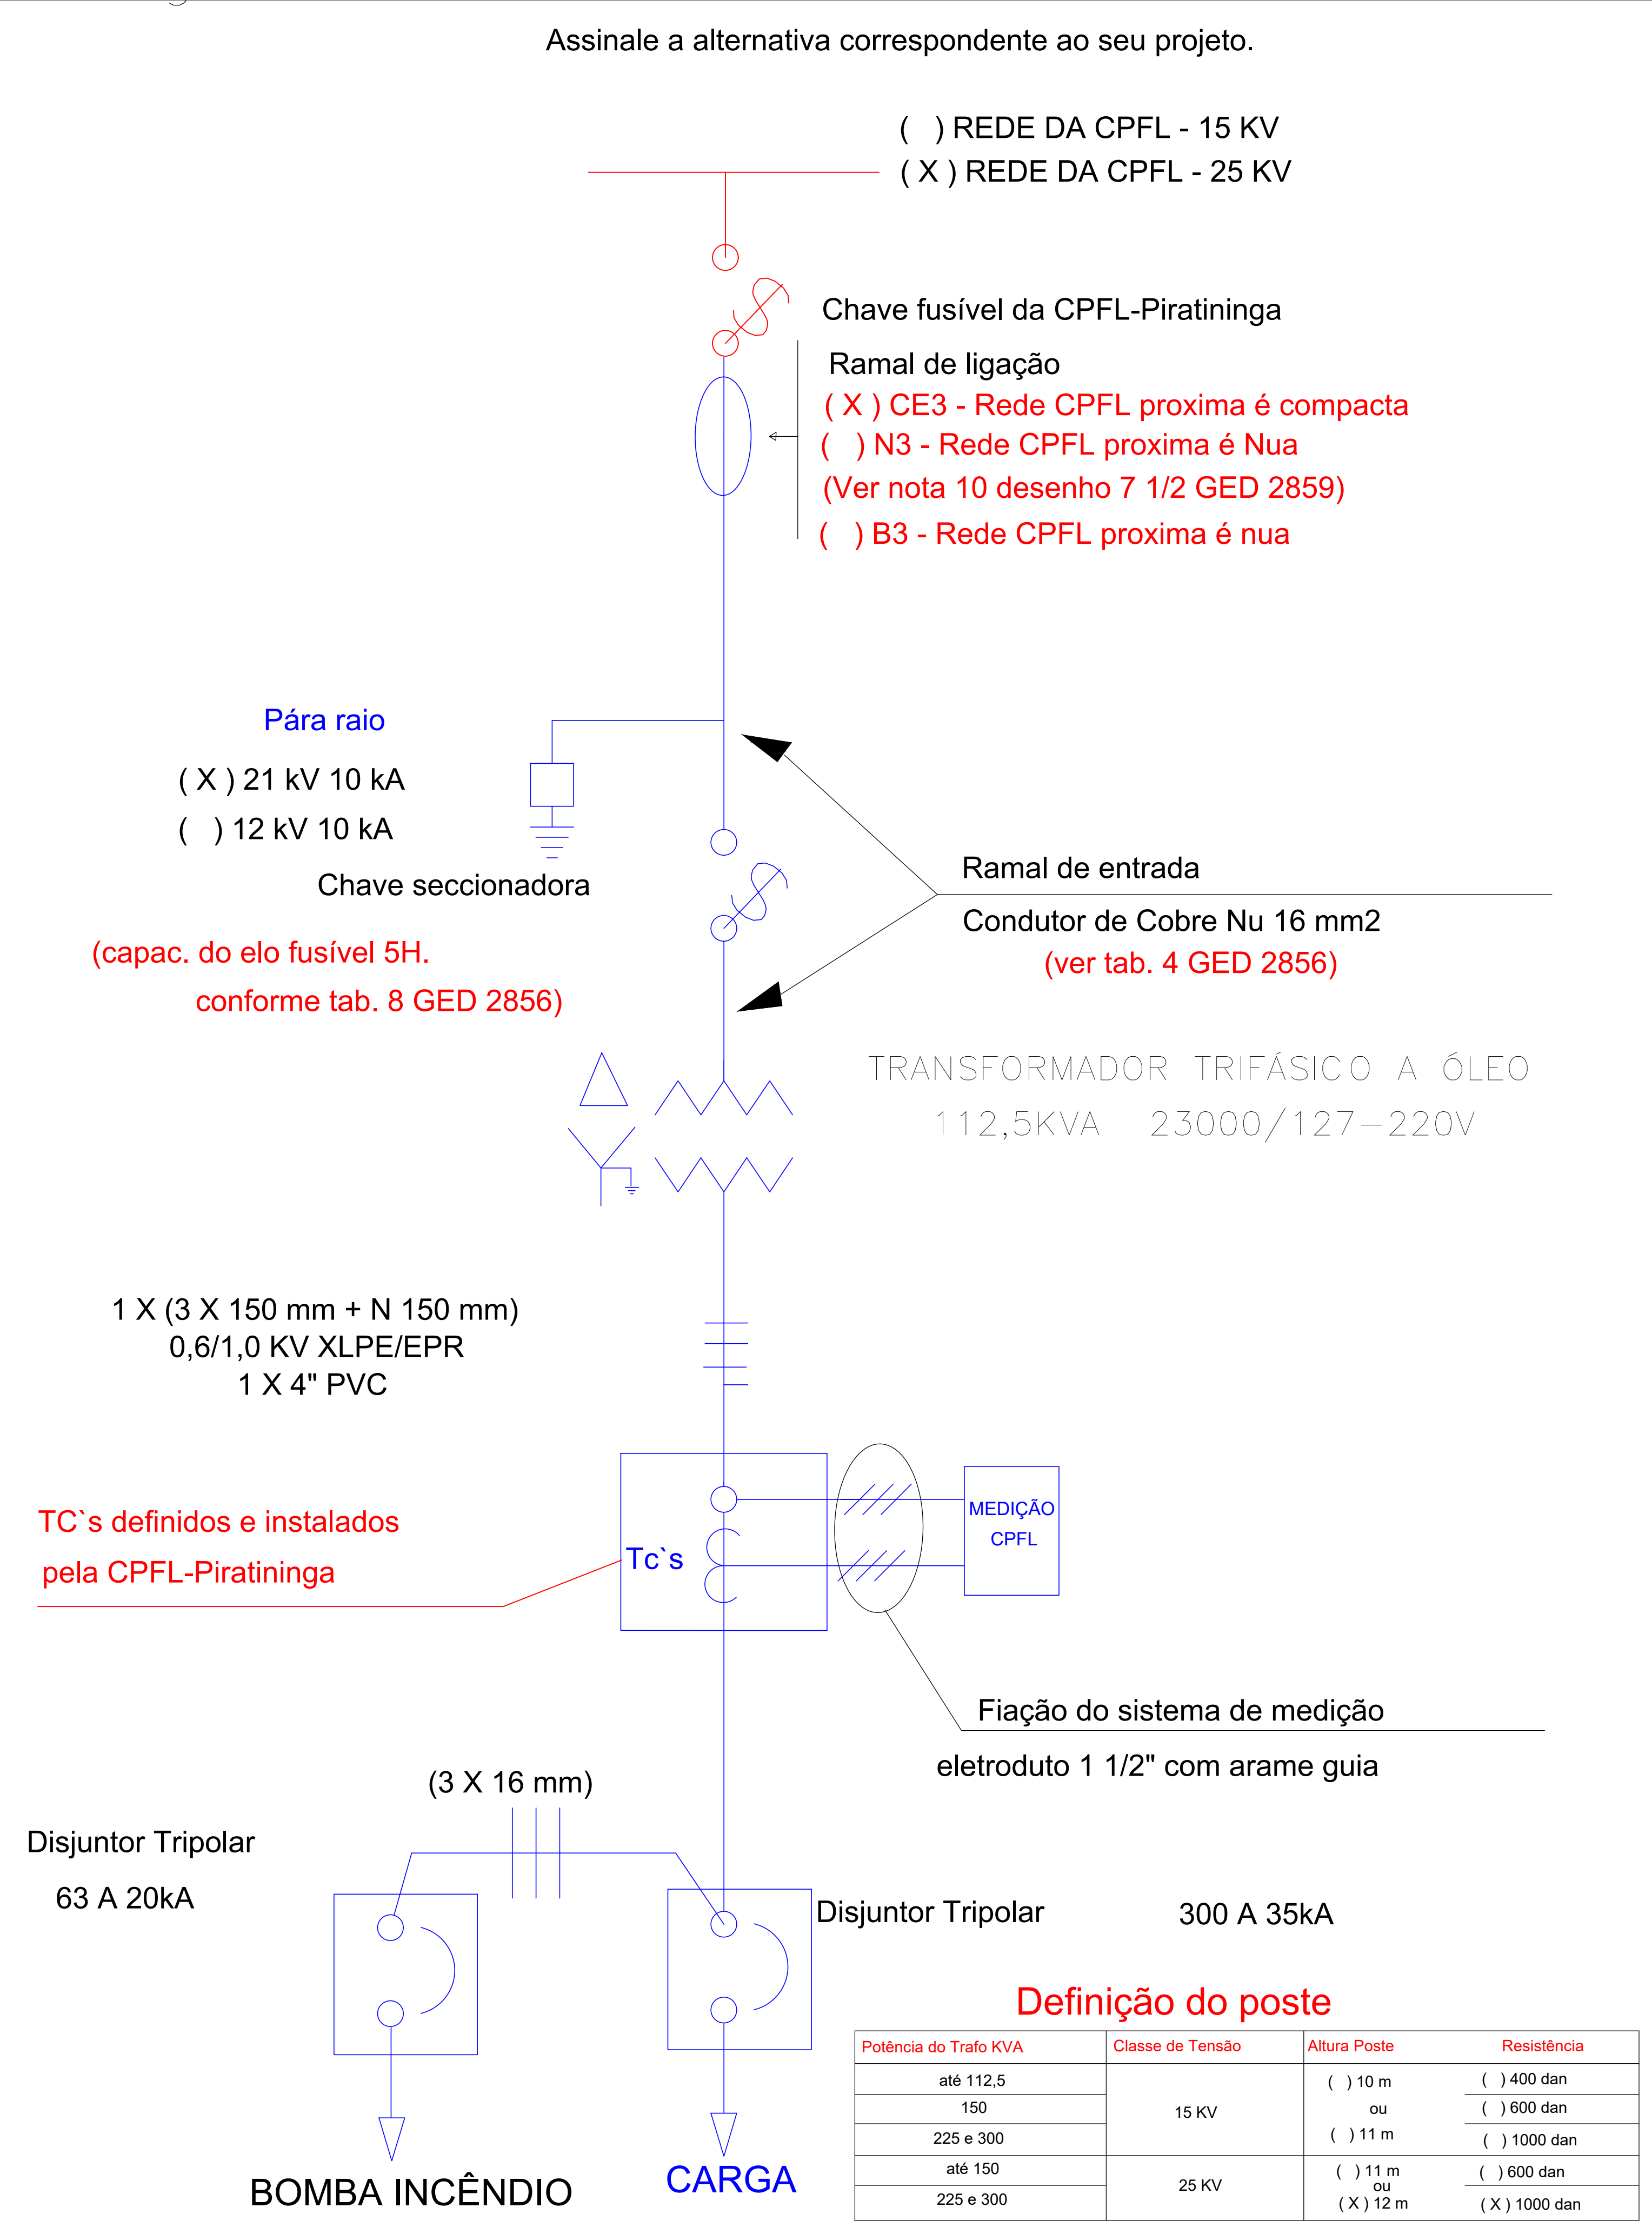 Assinale a alternativa correspondente ao seu projeto.
(   ) REDE DA CPFL - 15 KV
( X ) REDE DA CPFL - 25 KV
Chave fusível da CPFL-Piratininga
Ramal de ligação
( X ) CE3 - Rede CPFL proxima é compacta
(   ) N3 - Rede CPFL proxima é Nua
(Ver nota 10 desenho 7 1/2 GED 2859)
(   ) B3 - Rede CPFL proxima é nua
Pára raio
( X ) 21 kV 10 kA
(   ) 12 kV 10 kA
Chave seccionadora
(capac. do elo fusível 5H.
conforme tab. 8 GED 2856)
Ramal de entrada
Condutor de Cobre Nu 16 mm2
(ver tab. 4 GED 2856)
TRANSFORMADOR TRIFÁSICO A ÓLEO
112,5KVA 23000/127-220V
1 X (3 X 150 mm + N 150 mm)
0,6/1,0 KV XLPE/EPR
1 X 4" PVC
TC`s definidos e instalados
pela CPFL-Piratininga
Tc`s
MEDIÇÃO
CPFL
Fiação do sistema de medição
eletroduto 1 1/2" com arame guia
(3 X 16 mm)
Disjuntor Tripolar
63 A 20kA
Disjuntor Tripolar 300 A 35kA
BOMBA INCÊNDIO
CARGA
Definição do poste
Potência do Trafo KVA Classe de Tensão Altura Poste Resistência
até 112,5 (   ) 10 m (   ) 400 dan
150 15 KV ou (   ) 600 dan
225 e 300 (   ) 11 m (   ) 1000 dan
até 150 (   ) 11 m (   ) 600 dan
25 KV ou
225 e 300 ( X ) 12 m ( X ) 1000 dan